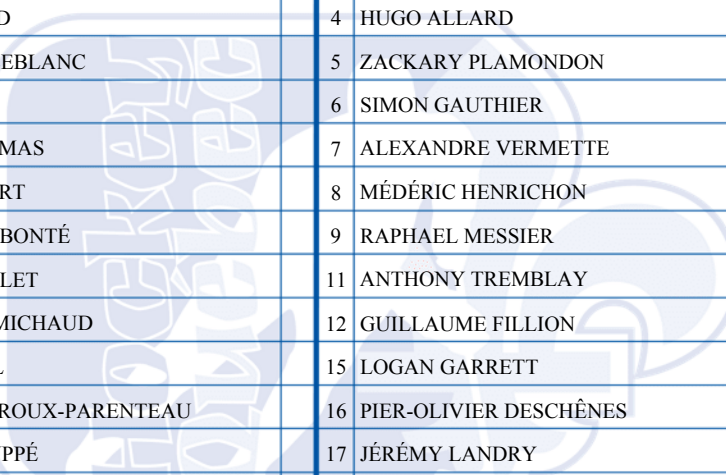 D 4 HUGO ALLARD
EBLANC 5 ZACKARY PLAMONDON
6 SIMON GAUTHIER
MAS 7 ALEXANDRE VERMETTE
RT 8 MÉDÉRIC HENRICHON
BONTÉ 9 RAPHAEL MESSIER
LET 11 ANTHONY TREMBLAY
MICHAUD 12 GUILLAUME FILLION
15 LOGAN GARRETT
ROUX-PARENTEAU 16 PIER-OLIVIER DESCHÊNES
PPÉ 17 JÉRÉMY LANDRY
hockey
québec